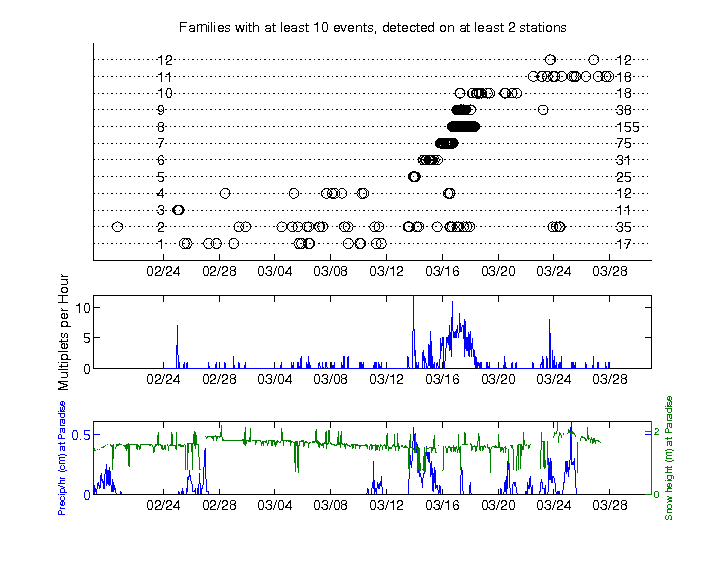 Families with at least 10 events, detected on at least 2 stations
12 12
11 16
10 18
9 36
8 155
7 75
6 31
5 25
4 12
3 11
2 35
1 17
02/24 02/28 03/04 03/08 03/12 03/16 03/20 03/24 03/28
Multiplets per Hour
10
5
0
02/24 02/28 03/04 03/08 03/12 03/16 03/20 03/24 03/28
Precip/hr (cm) at Paradise
0.5
0
2
0
Snow height (m) at Paradise
02/24 02/28 03/04 03/08 03/12 03/16 03/20 03/24 03/28